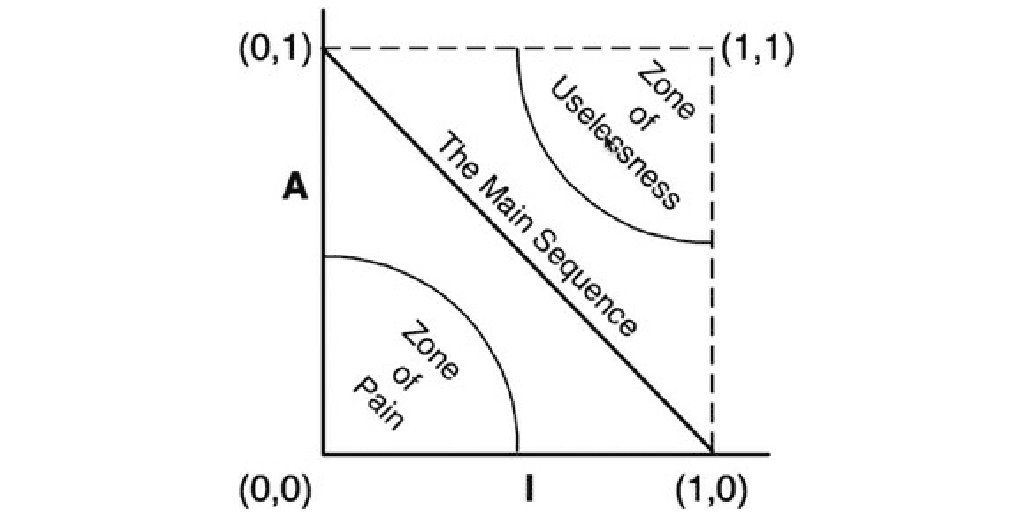 (0,1)
(1,1)
Zone
of
Uselessness
A
The Main Sequence
Zone
of
Pain
(0,0)
I
(1,0)